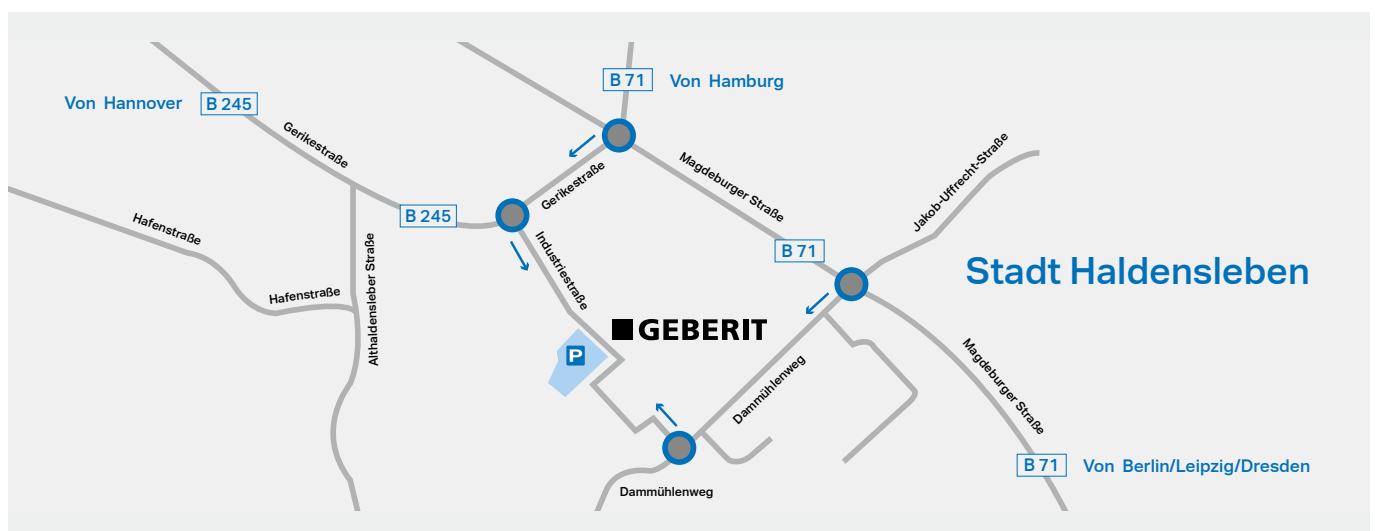 B 71 Von Hamburg
Von Hannover B 245
Gerikestraße
Magdeburger Straße
Jakob-Uffrecht-Straße
Gerikestraße
Hafenstraße
B 245
Industriestraße
Althaldensleber Straße
B 71
Stadt Haldensleben
Hafenstraße
GEBERIT
P
Dammühlenweg
Magdeburger Straße
B 71 Von Berlin/Leipzig/Dresden
Dammühlenweg